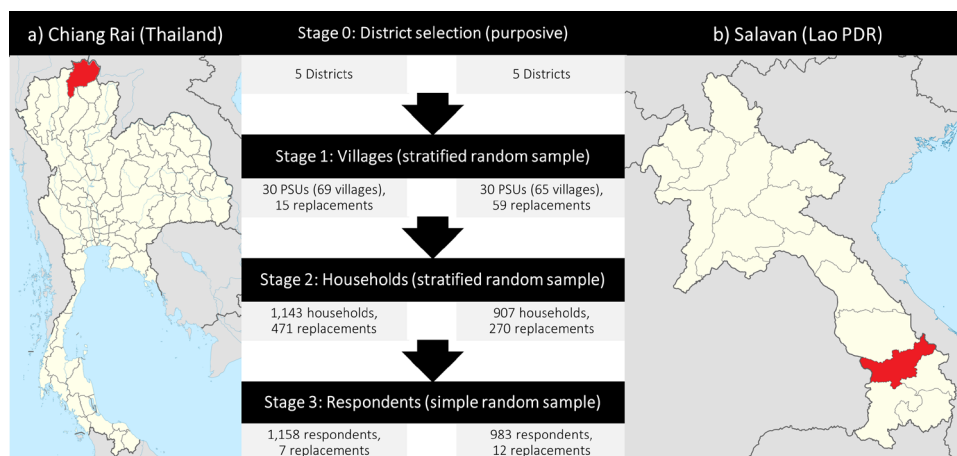 a) Chiang Rai (Thailand)
Stage 0: District selection (purposive)
b) Salavan (Lao PDR)
5 Districts
5 Districts
Stage 1: Villages (stratified random sample)
30 PSUs (69 villages),
15 replacements
30 PSUs (65 villages),
59 replacements
Stage 2: Households (stratified random sample)
1,143 households,
471 replacements
907 households,
270 replacements
Stage 3: Respondents (simple random sample)
1,158 respondents,
7 replacements
983 respondents,
12 replacements